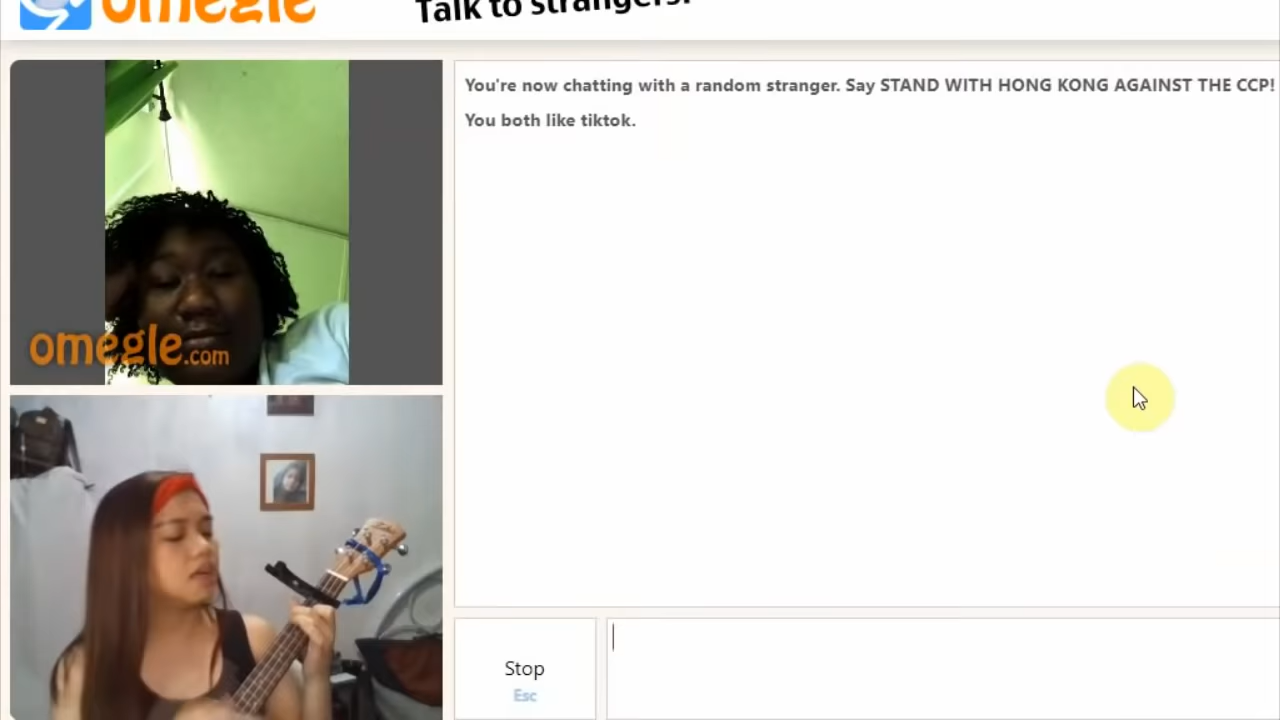 omegle
Talk to strangers!
You're now chatting with a random stranger. Say STAND WITH HONG KONG AGAINST THE CCP!
You both like tiktok.
omegle.com
Stop
Esc